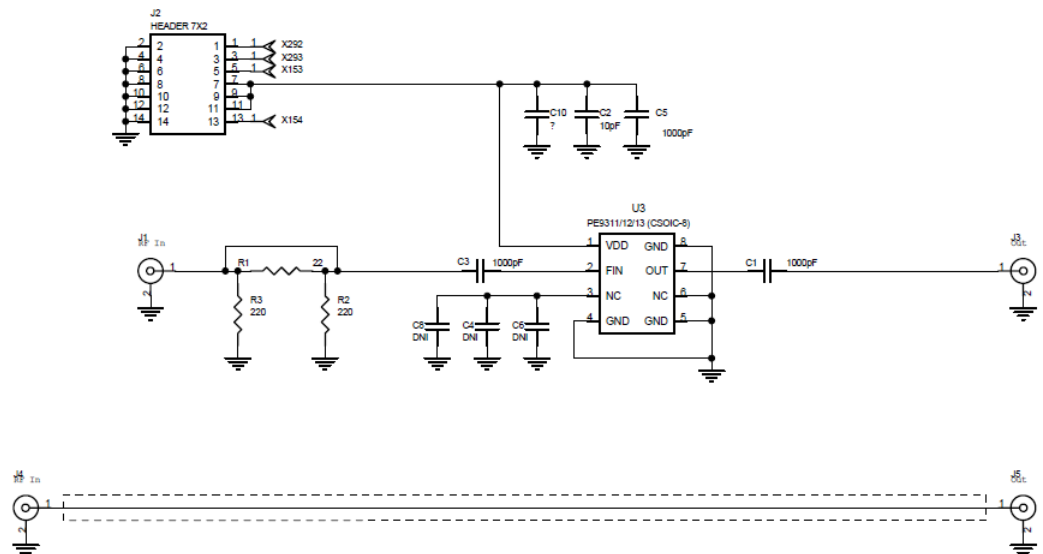 J2
HEADER 7X2
2 2 1 1 1 X292
4 4 3 3 1 X293
6 6 5 5 1 X153
8 8 7 7
10 10 9 9
12 12 11 11
14 14 13 13 1 X154
C10
?
C2
10pF
C5
1000pF
U3
PE9311/12/13 (CSOIC-8)
1 VDD GND 8
2 FIN OUT 7
3 NC NC 6
4 GND GND 5
J1
RF In
1
2
R1 22
R3
220
R2
220
C3 1000pF
C8
DNI
C4
DNI
C6
DNI
C1 1000pF
J3
Out
1
2
J4
RF In
1
2
J5
Out
1
2